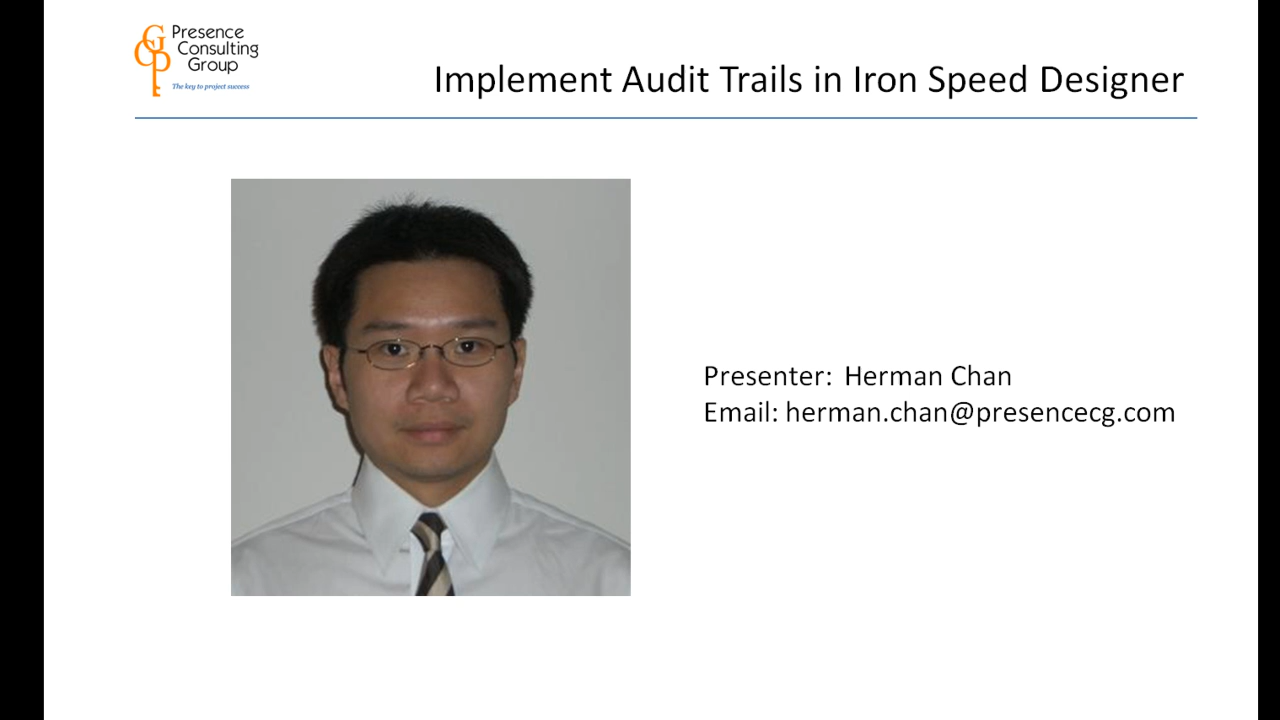 Presence
Consulting
Group
The key to project success
Implement Audit Trails in Iron Speed Designer
Presenter: Herman Chan
Email: herman.chan@presencecg.com